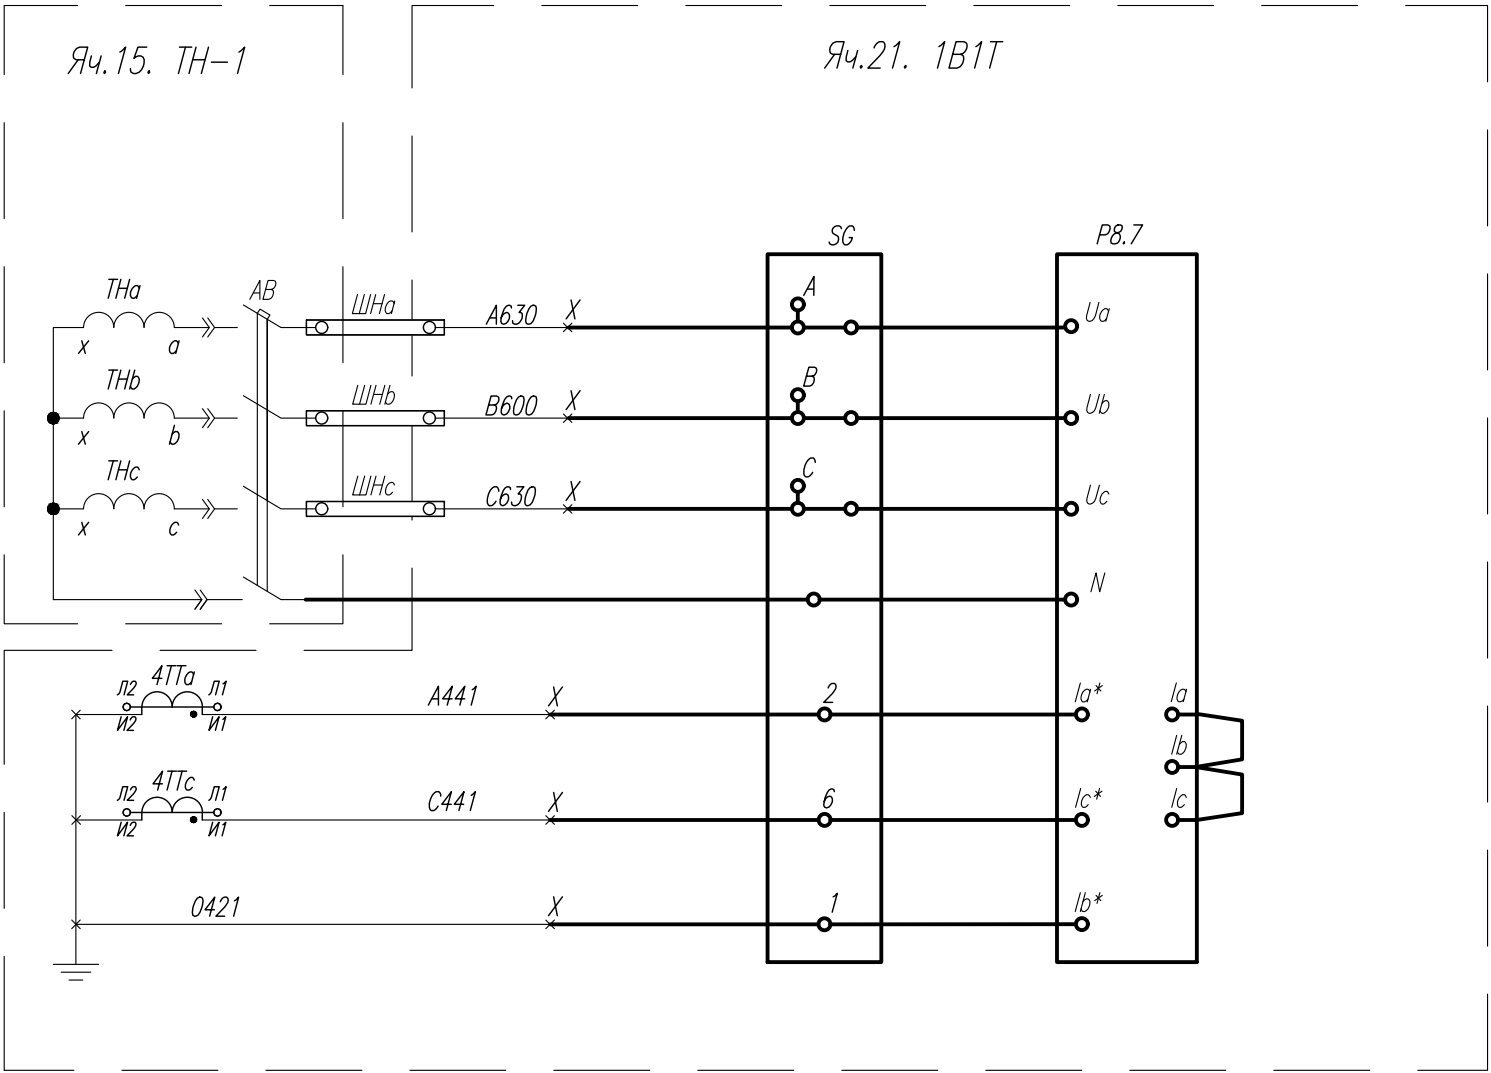 Яч.15. ТН-1
Яч.21. 1В1Т
SG
Р8.7
ТНа
АВ
ШНа
А630
X
А
Ua
x
a
ТНb
ШНb
В600
X
В
Ub
x
b
ТНс
ШНс
С630
X
С
Uc
x
c
N
4ТТа
Л2
Л1
И2
И1
А441
X
2
Ia*
Ia
Ib
4ТТс
Л2
Л1
И2
И1
С441
X
6
Ic*
Ic
0421
X
1
Ib*